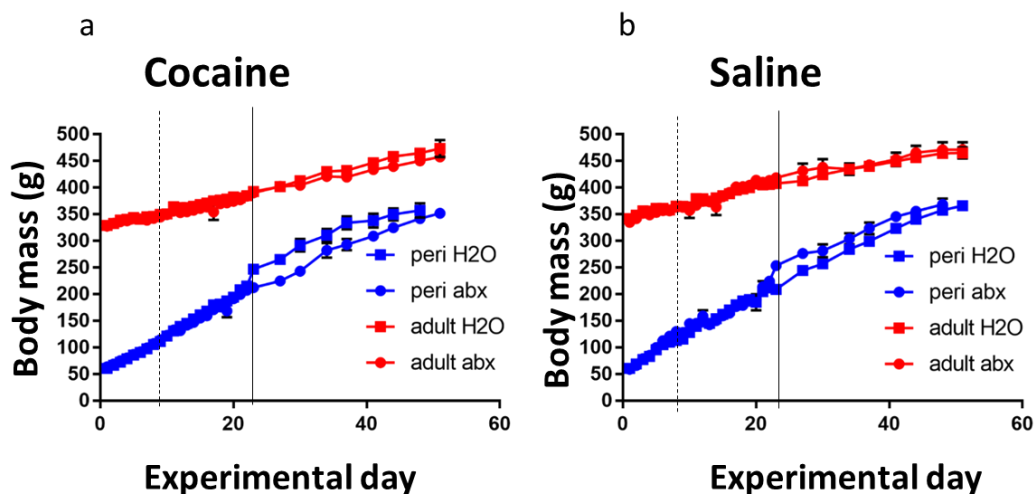 a
Cocaine
Body mass (g)
500
450
400
350
300
250
200
150
100
50
0
0 20 40 60
peri H2O
peri abx
adult H2O
adult abx
Experimental day
b
Saline
Body mass (g)
500
450
400
350
300
250
200
150
100
50
0
0 20 40 60
peri H2O
peri abx
adult H2O
adult abx
Experimental day